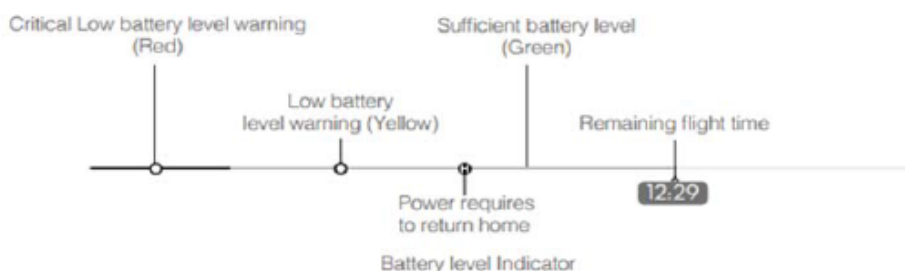 Critical Low battery level warning
(Red)
Sufficient battery level
(Green)
Low battery
level warning (Yellow)
Remaining flight time
H
12:29
Power requires
to return home
Battery level Indicator